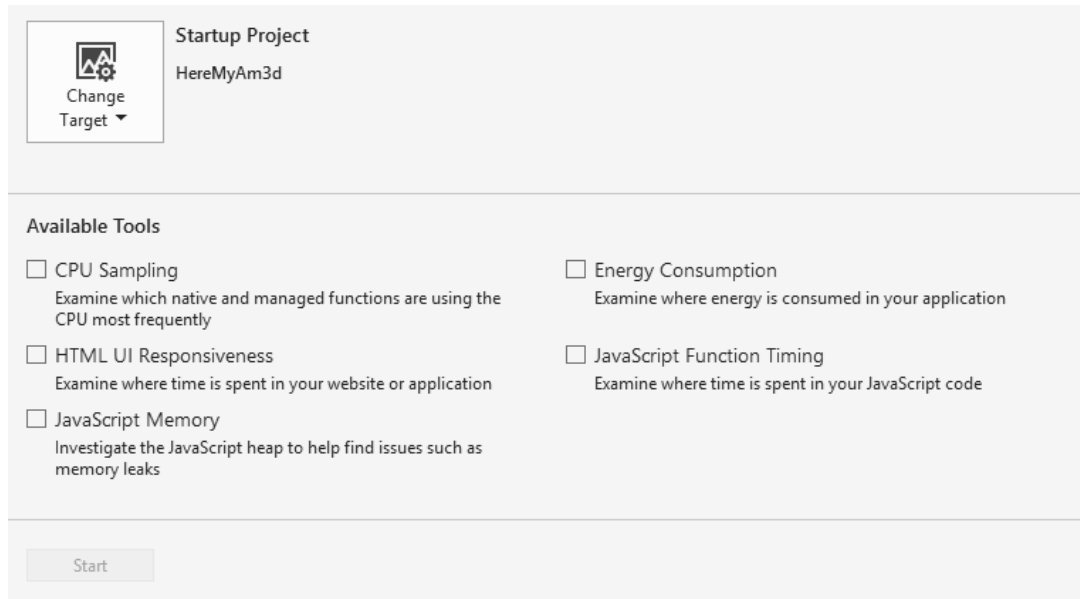 Change
Target
Startup Project
HereMyAm3d
Available Tools
CPU Sampling
Examine which native and managed functions are using the
CPU most frequently
Energy Consumption
Examine where energy is consumed in your application
HTML UI Responsiveness
Examine where time is spent in your website or application
JavaScript Function Timing
Examine where time is spent in your JavaScript code
JavaScript Memory
Investigate the JavaScript heap to help find issues such as
memory leaks
Start